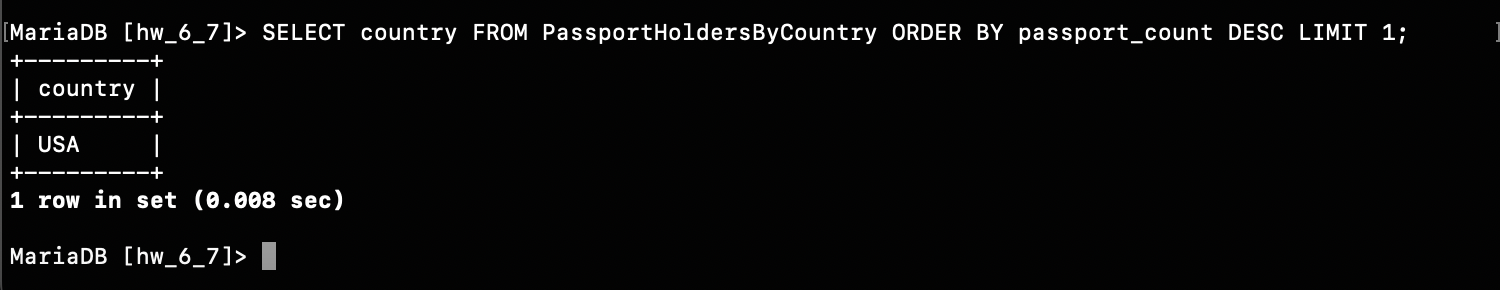 MariaDB [hw_6_7]> SELECT country FROM PassportHoldersByCountry ORDER BY passport_count DESC LIMIT 1;
+---------+
| country |
+---------+
| USA     |
+---------+
1 row in set (0.008 sec)
MariaDB [hw_6_7]>